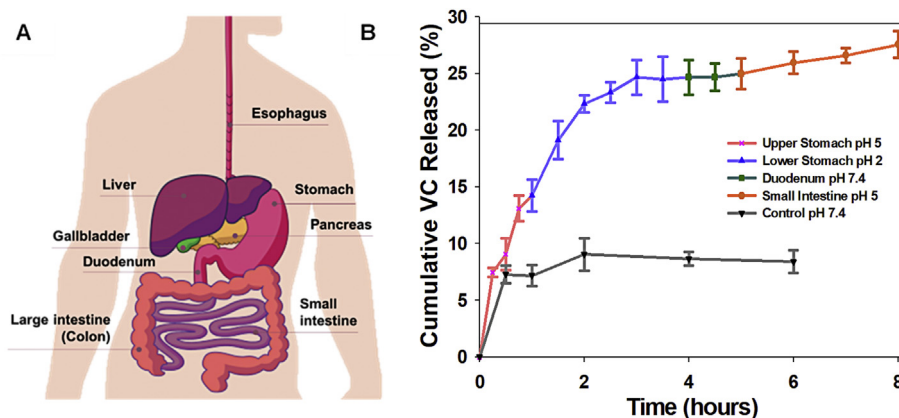 A
B
Esophagus
Liver
Stomach
Gallbladder
Pancreas
Duodenum
Large intestine
(Colon)
Small
intestine
Cumulative VC Released (%)
30
25
20
15
10
5
0
Upper Stomach pH 5
Lower Stomach pH 2
Duodenum pH 7.4
Small Intestine pH 5
Control pH 7.4
0
2
4
6
8
Time (hours)